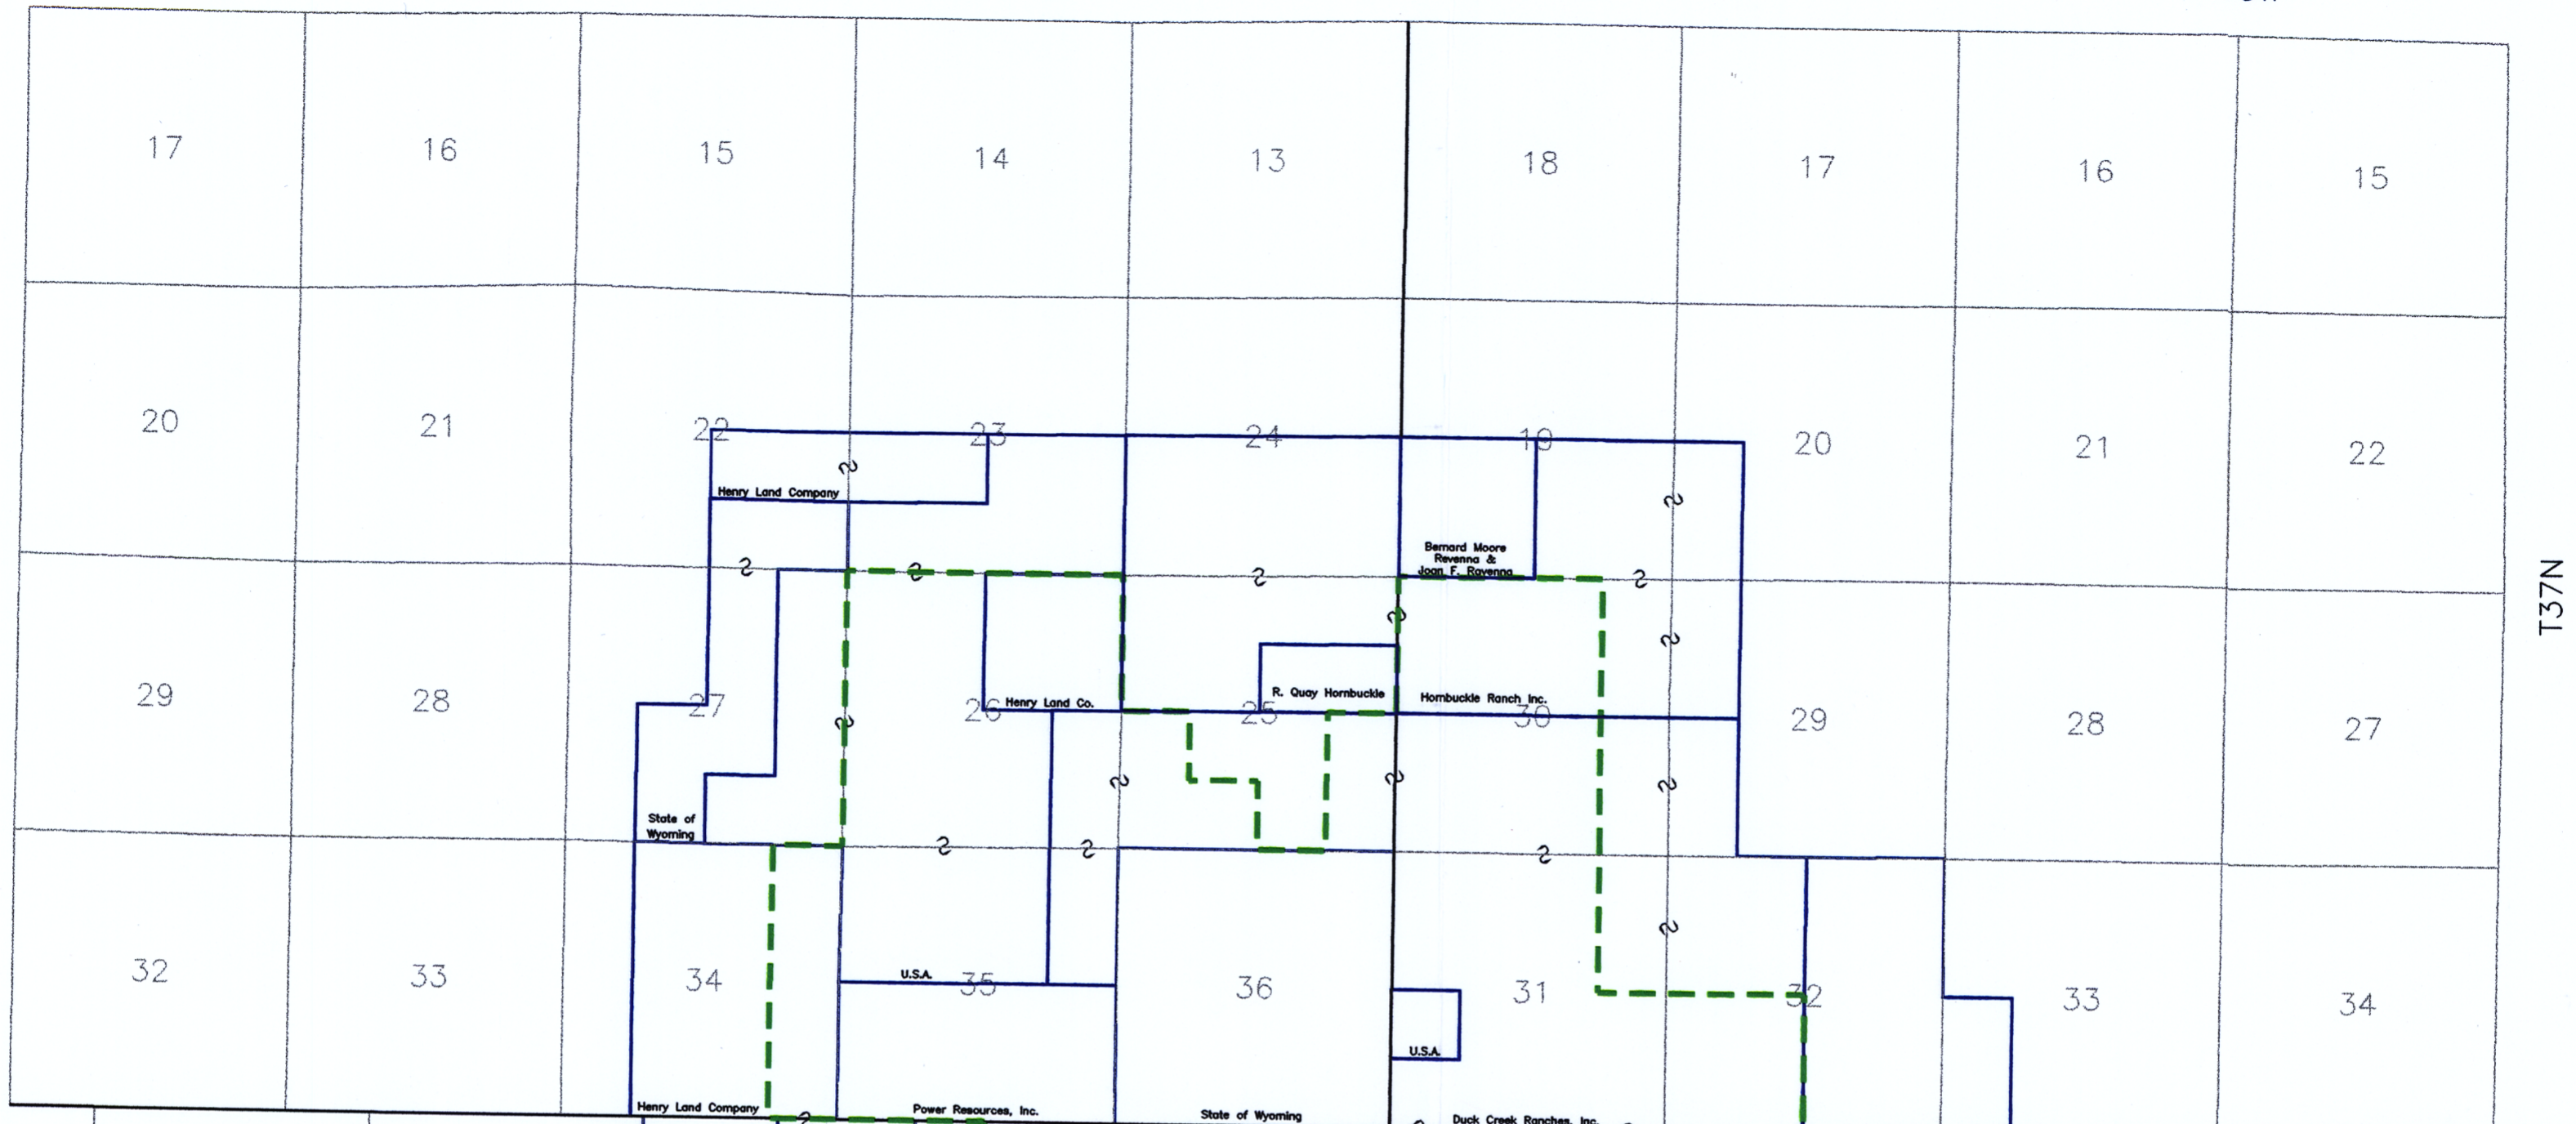 17 16 15 14 13 18 17 16 15
20 21 22 23 24 19 20 21 22
Henry Land Company
Bernard Moore
Revenna &
Joan F. Ravenna
T37N
29 28 27 26 25 30 29 28 27
Henry Land Co.
R. Quay Hornbuckle
Hornbuckle Ranch Inc.
State of
Wyoming
32 33 34 35 36 31 32 33 34
U.S.A.
U.S.A.
Henry Land Company
Power Resources, Inc.
State of Wyoming
Duck Creek Ranches, Inc.